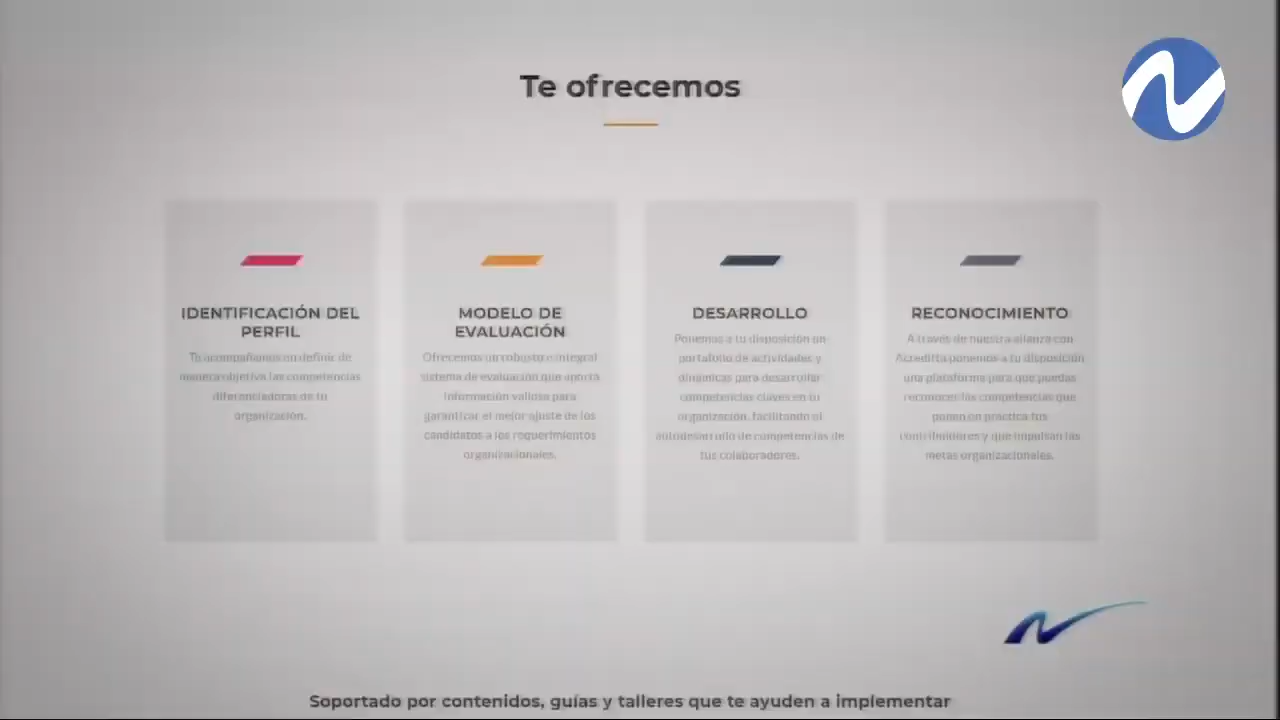 Te ofrecemos
IDENTIFICACIÓN DEL
PERFIL
Te acompañamos en definir de
manera objetiva las competencias
diferenciadoras de tu
organización.
MODELO DE
EVALUACIÓN
Ofrecemos un robusto e integral
sistema de evaluación que aporta
información valiosa para
garantizar el mejor ajuste de los
candidatos a los requerimientos
organizacionales.
DESARROLLO
Ponemos a tu disposición un
portafolio de actividades y
dinámicas para desarrollar
competencias claves en tu
organización, facilitando el
autodesarrollo de competencias de
tus colaboradores.
RECONOCIMIENTO
A través de nuestra alianza con
Acreditta ponemos a tu disposición
una plataforma para que puedas
reconocer las competencias que
ponen en práctica tus
contribuidores y que impulsan las
metas organizacionales.
Soportado por contenidos, guías y talleres que te ayuden a implementar